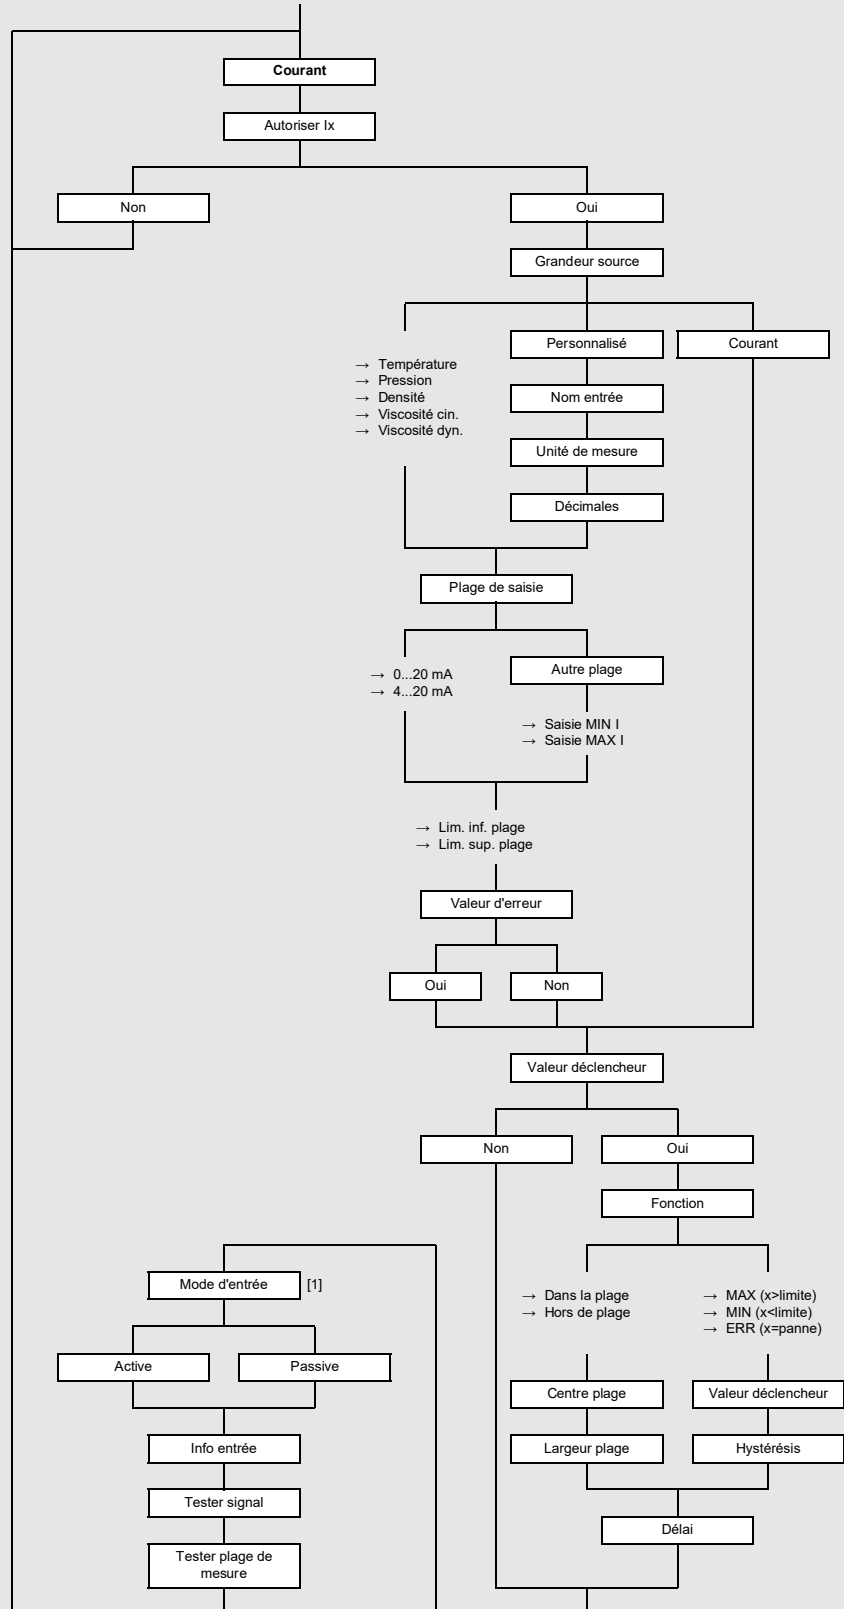 Courant
Autoriser Ix
Non
Oui
Grandeur source
Personnalisé
Courant
→ Température
→ Pression
→ Densité
→ Viscosité cin.
→ Viscosité dyn.
Nom entrée
Unité de mesure
Décimales
Plage de saisie
→ 0...20 mA
→ 4...20 mA
Autre plage
→ Saisie MIN I
→ Saisie MAX I
→ Lim. inf. plage
→ Lim. sup. plage
Valeur d'erreur
Oui
Non
Valeur déclencheur
Non
Oui
Fonction
→ Dans la plage
→ Hors de plage
→ MAX (x>limite)
→ MIN (x<limite)
→ ERR (x=panne)
Centre plage
Valeur déclencheur
Largeur plage
Hystérésis
Délai
Mode d'entrée [1]
Active
Passive
Info entrée
Tester signal
Tester plage de
mesure